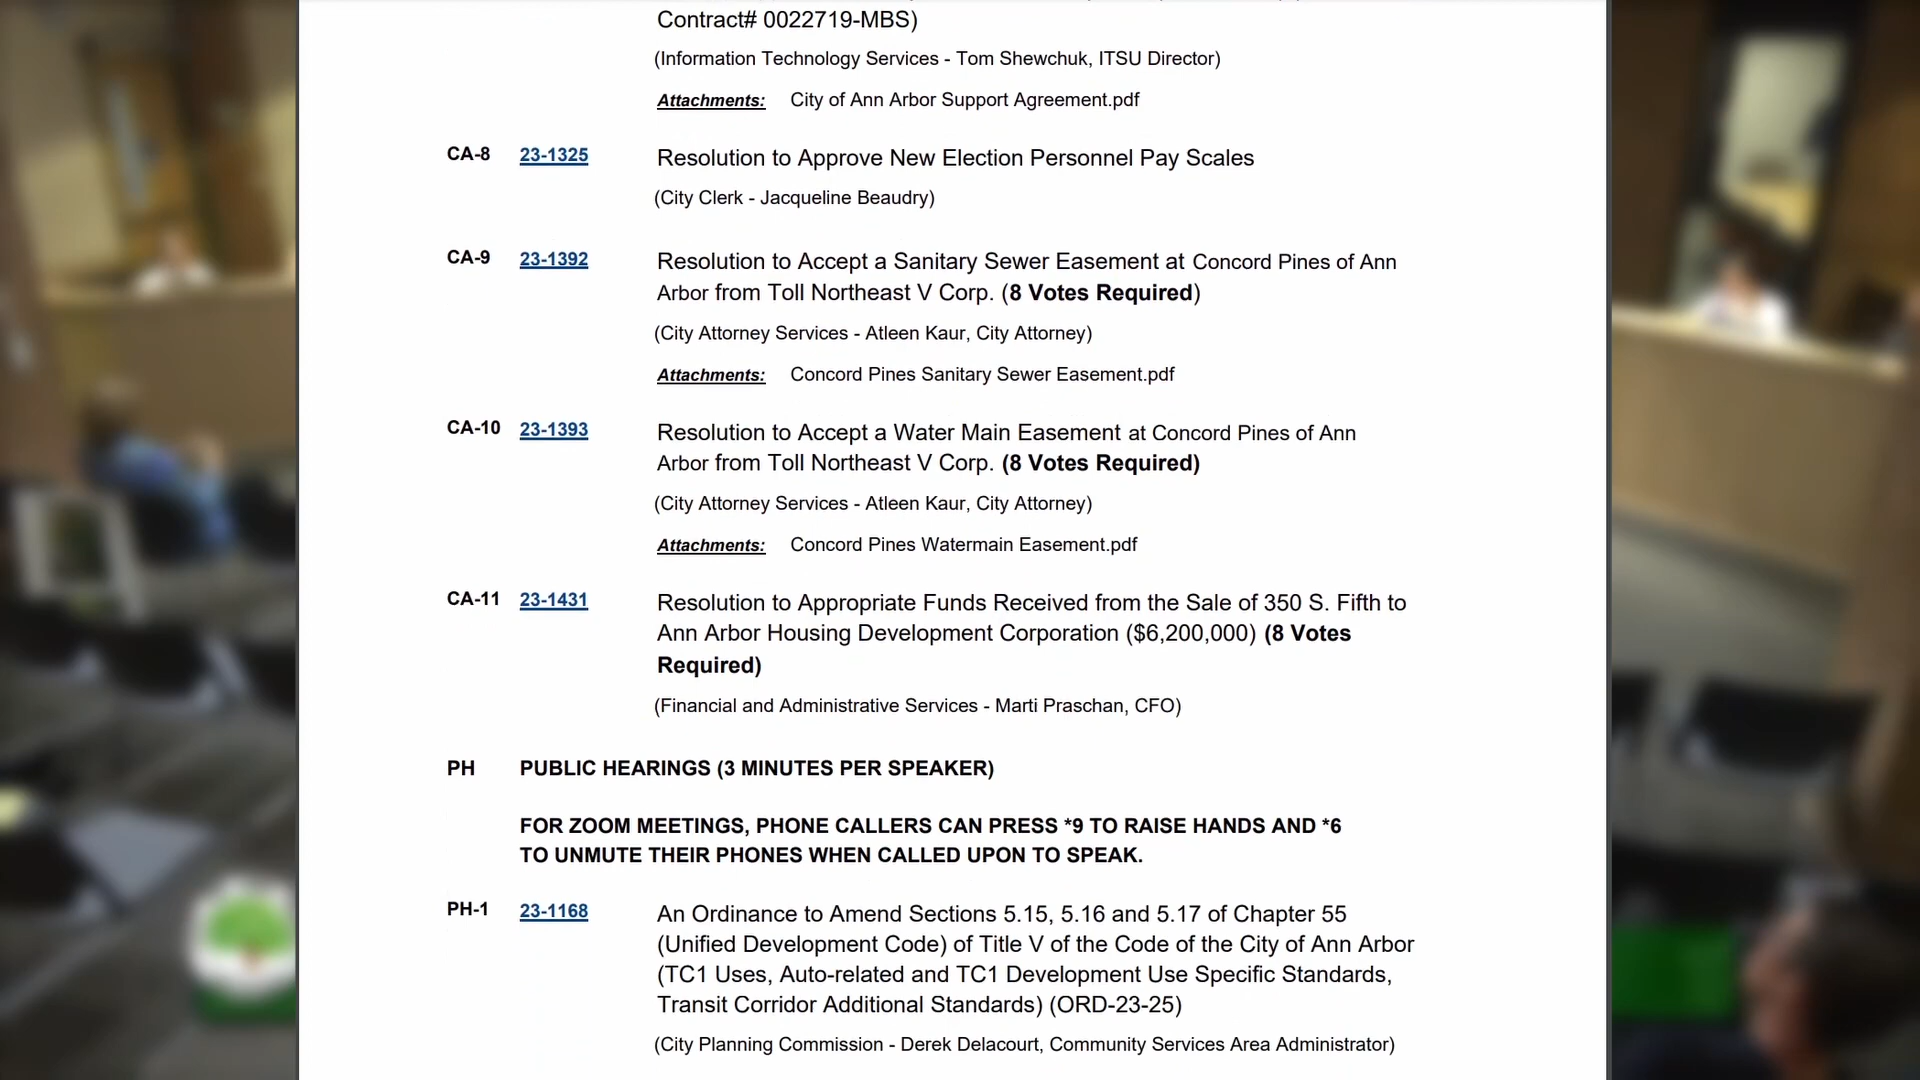 Contract# 0022719-MBS)
(Information Technology Services - Tom Shewchuk, ITSU Director)
Attachments: City of Ann Arbor Support Agreement.pdf
CA-8 23-1325 Resolution to Approve New Election Personnel Pay Scales
(City Clerk - Jacqueline Beaudry)
CA-9 23-1392 Resolution to Accept a Sanitary Sewer Easement at Concord Pines of Ann
Arbor from Toll Northeast V Corp. (8 Votes Required)
(City Attorney Services - Atleen Kaur, City Attorney)
Attachments: Concord Pines Sanitary Sewer Easement.pdf
CA-10 23-1393 Resolution to Accept a Water Main Easement at Concord Pines of Ann
Arbor from Toll Northeast V Corp. (8 Votes Required)
(City Attorney Services - Atleen Kaur, City Attorney)
Attachments: Concord Pines Watermain Easement.pdf
CA-11 23-1431 Resolution to Appropriate Funds Received from the Sale of 350 S. Fifth to
Ann Arbor Housing Development Corporation ($6,200,000) (8 Votes
Required)
(Financial and Administrative Services - Marti Praschan, CFO)
PH PUBLIC HEARINGS (3 MINUTES PER SPEAKER)
FOR ZOOM MEETINGS, PHONE CALLERS CAN PRESS *9 TO RAISE HANDS AND *6
TO UNMUTE THEIR PHONES WHEN CALLED UPON TO SPEAK.
PH-1 23-1168 An Ordinance to Amend Sections 5.15, 5.16 and 5.17 of Chapter 55
(Unified Development Code) of Title V of the Code of the City of Ann Arbor
(TC1 Uses, Auto-related and TC1 Development Use Specific Standards,
Transit Corridor Additional Standards) (ORD-23-25)
(City Planning Commission - Derek Delacourt, Community Services Area Administrator)